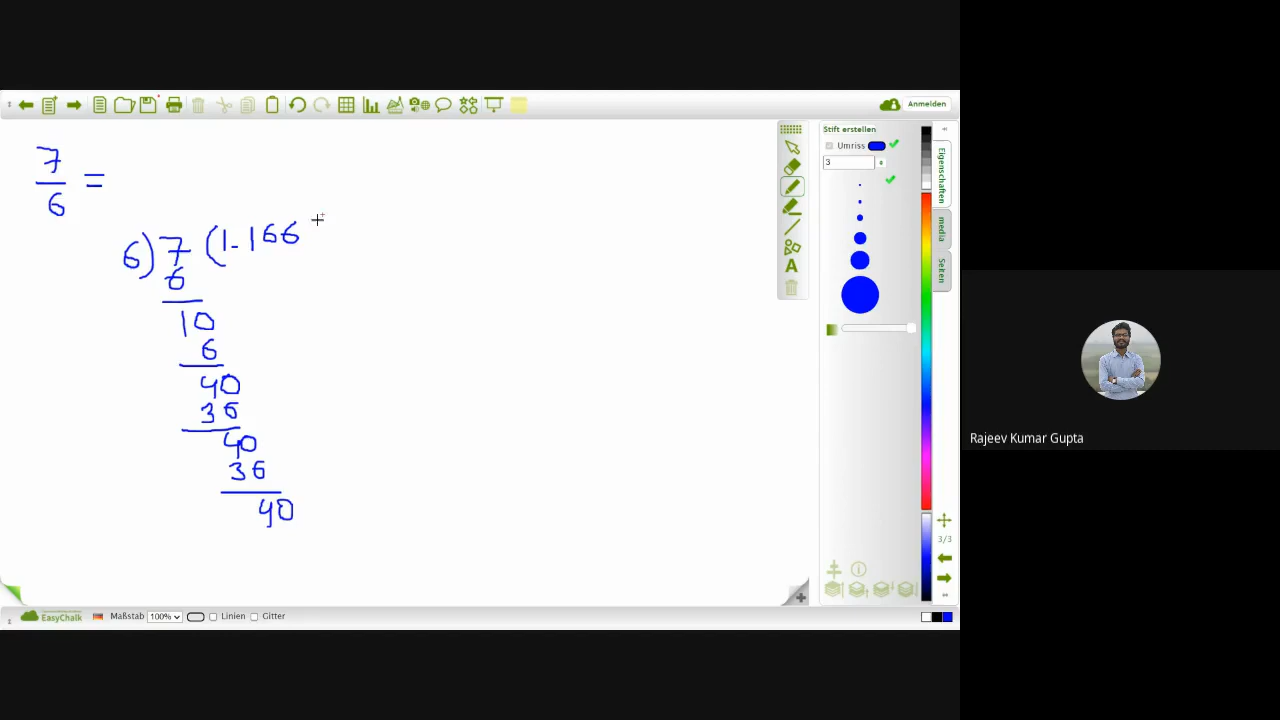 Anmelden
Stift erstellen
Umriss
3
7
6 =
6) 7 (1.166
6
10
6
40
36
40
36
40
Eigenschaften
media
Seiten
A
3/3
Rajeev Kumar Gupta
EasyChalk Maßstab 100% Linien Gitter